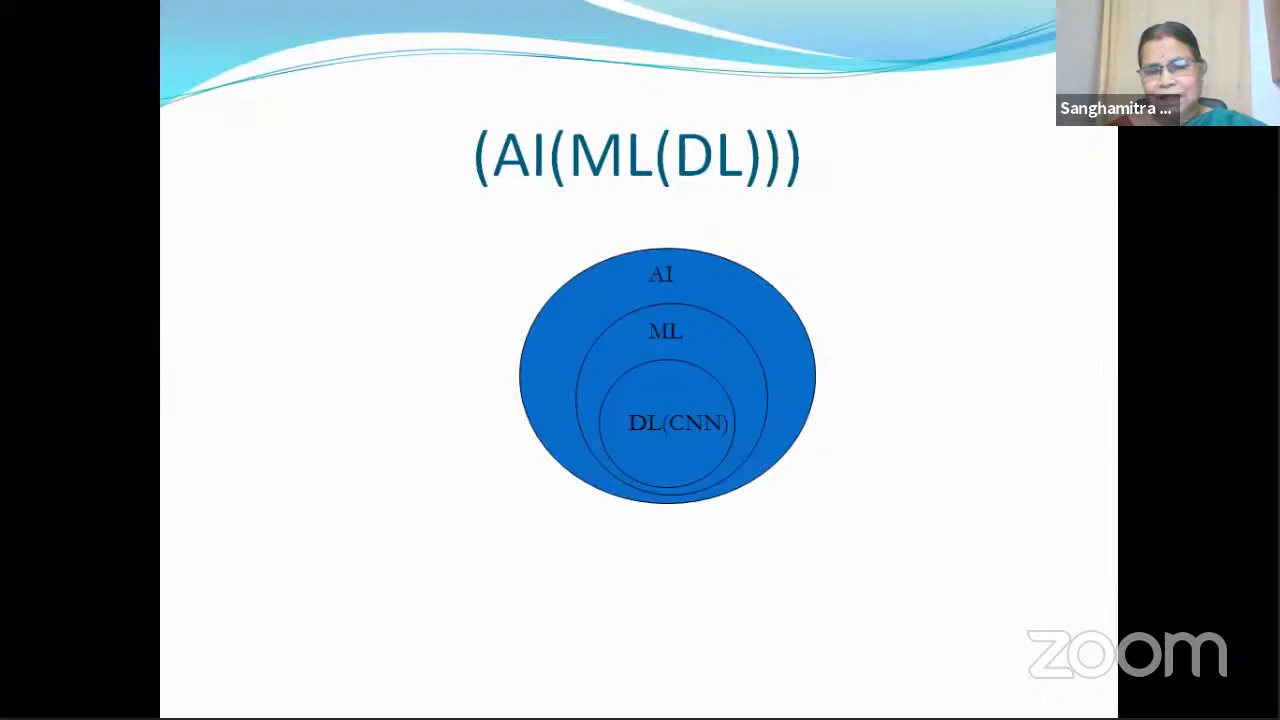 Sanghamitra ...
(AI(ML(DL)))
AI
ML
DL(CNN)
zoom